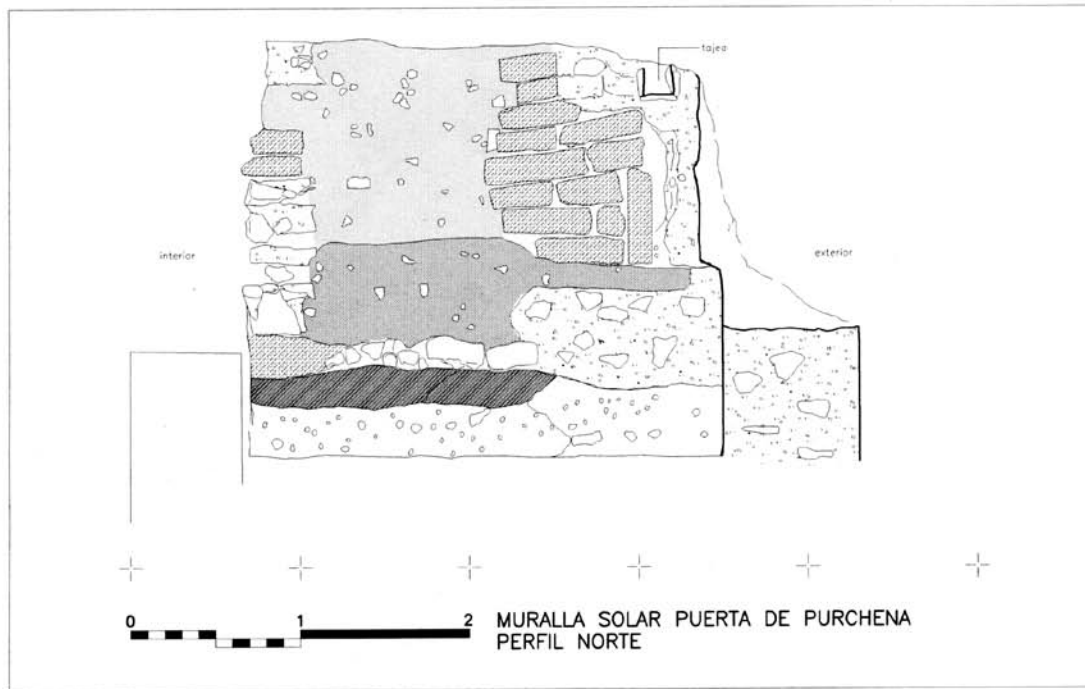 tajea
interior
exterior
0 1 2
MURALLA SOLAR PUERTA DE PURCHENA
PERFIL NORTE